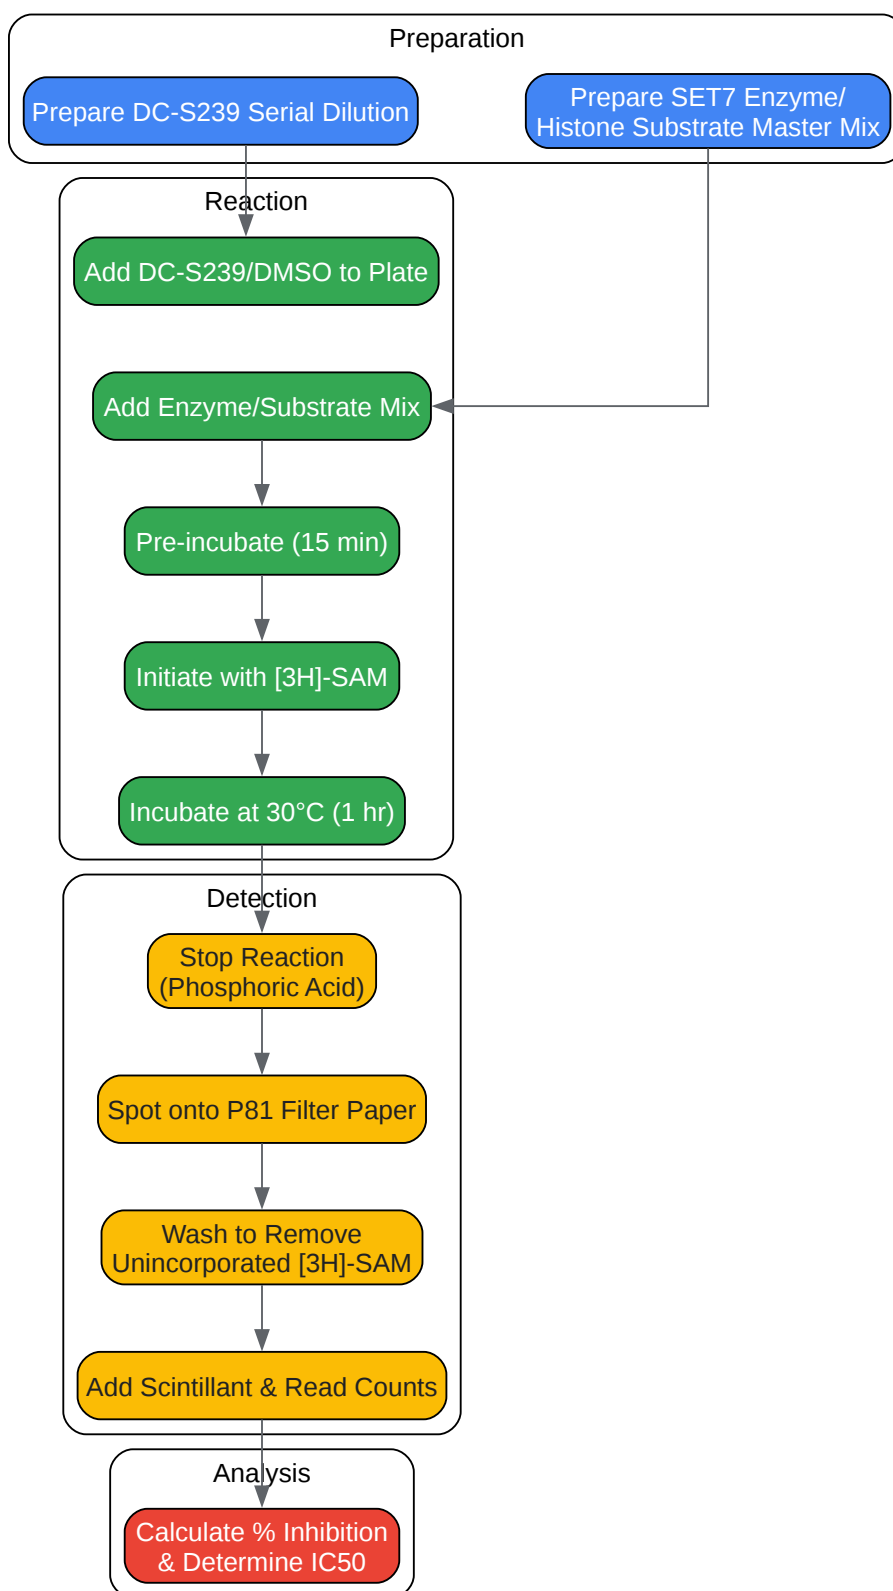 Preparation
Prepare DC-S239 Serial Dilution
Prepare SET7 Enzyme/
Histone Substrate Master Mix
Reaction
Add DC-S239/DMSO to Plate
Add Enzyme/Substrate Mix
Pre-incubate (15 min)
Initiate with [3H]-SAM
Incubate at 30°C (1 hr)
Detection
Stop Reaction
(Phosphoric Acid)
Spot onto P81 Filter Paper
Wash to Remove
Unincorporated [3H]-SAM
Add Scintillant & Read Counts
Analysis
Calculate % Inhibition
& Determine IC50